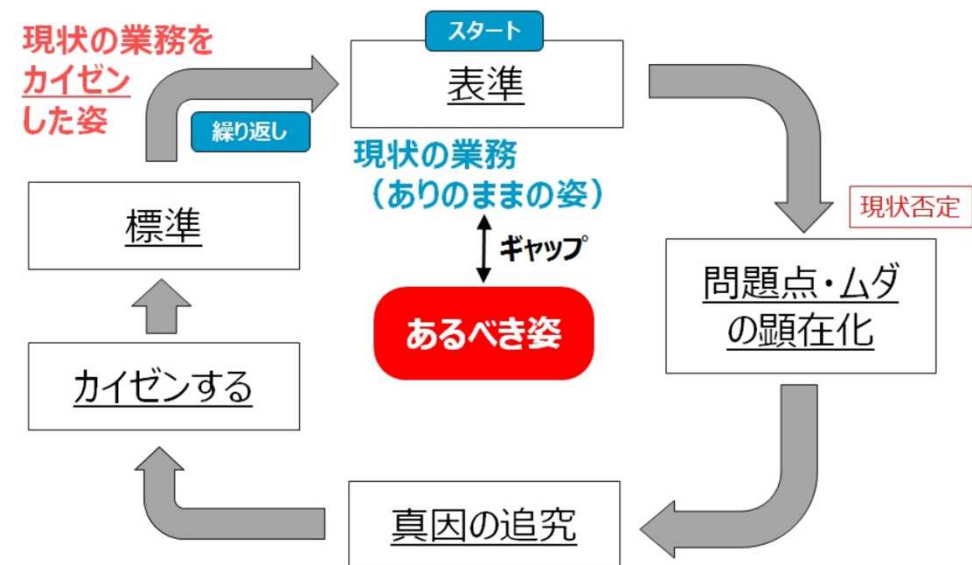 現状の業務を
カイゼン
した姿
スタート
表準
繰り返し
現状の業務
（ありのままの姿）
ギャップ
あるべき姿
現状否定
問題点・ムダ
の顕在化
真因の追究
カイゼンする
標準